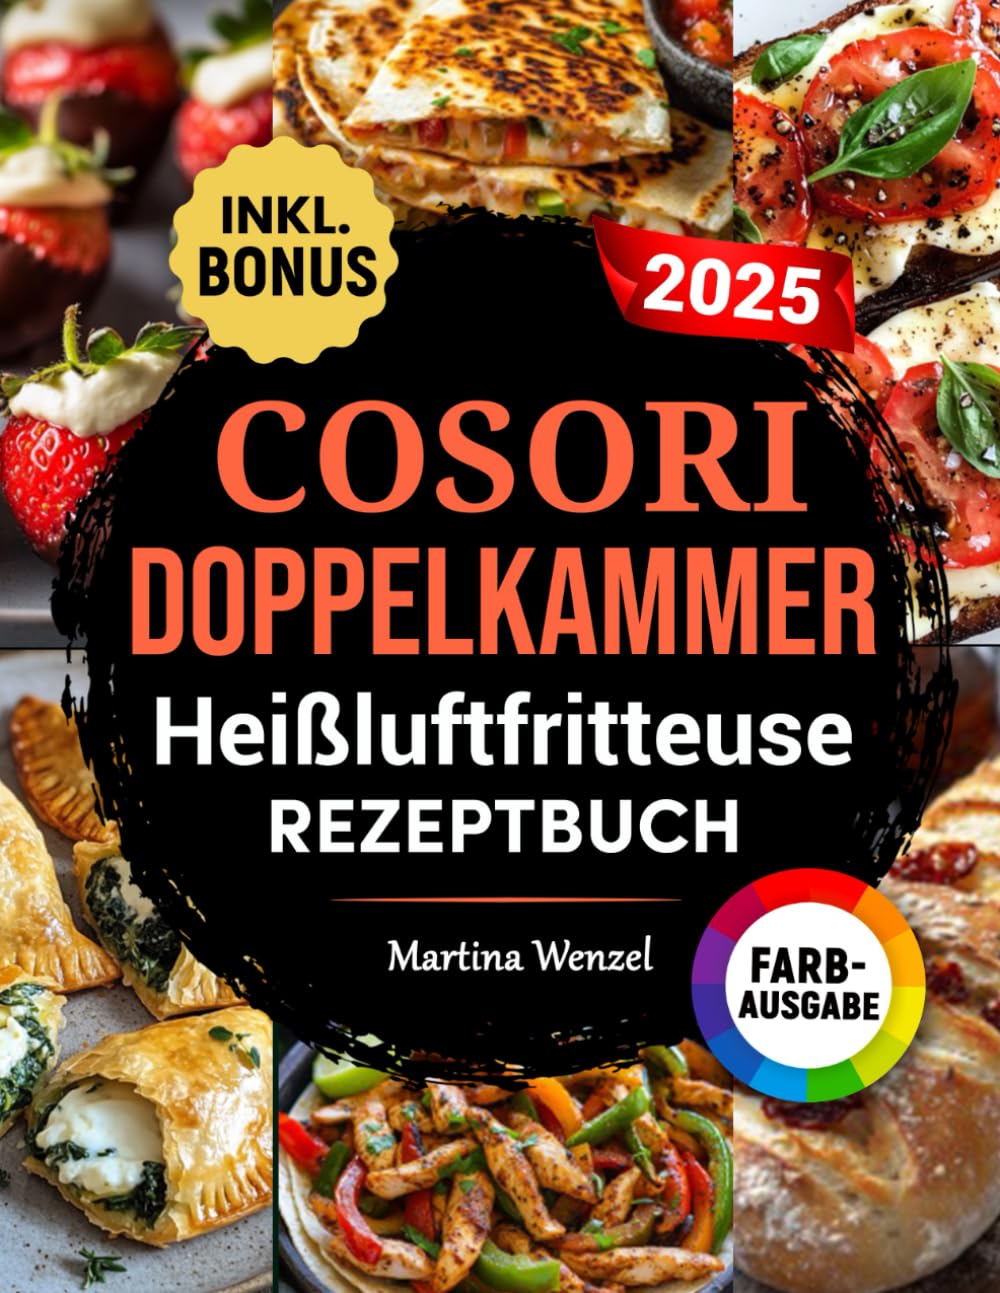 INKL.
BONUS
2025
COSORI
DOPPELKAMMER
Heißluftfritteuse
REZEPTBUCH
Martina Wenzel
FARB-
AUSGABE